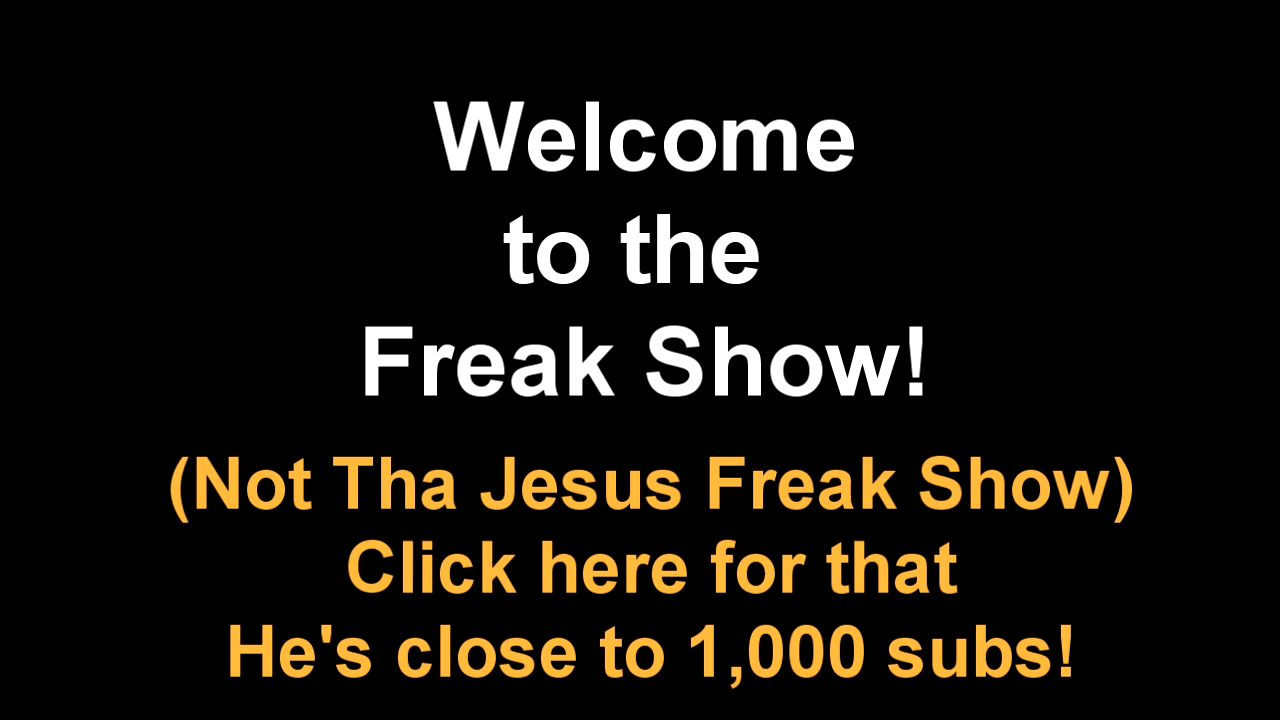 Welcome
to the
Freak Show!
(Not Tha Jesus Freak Show)
Click here for that
He's close to 1,000 subs!